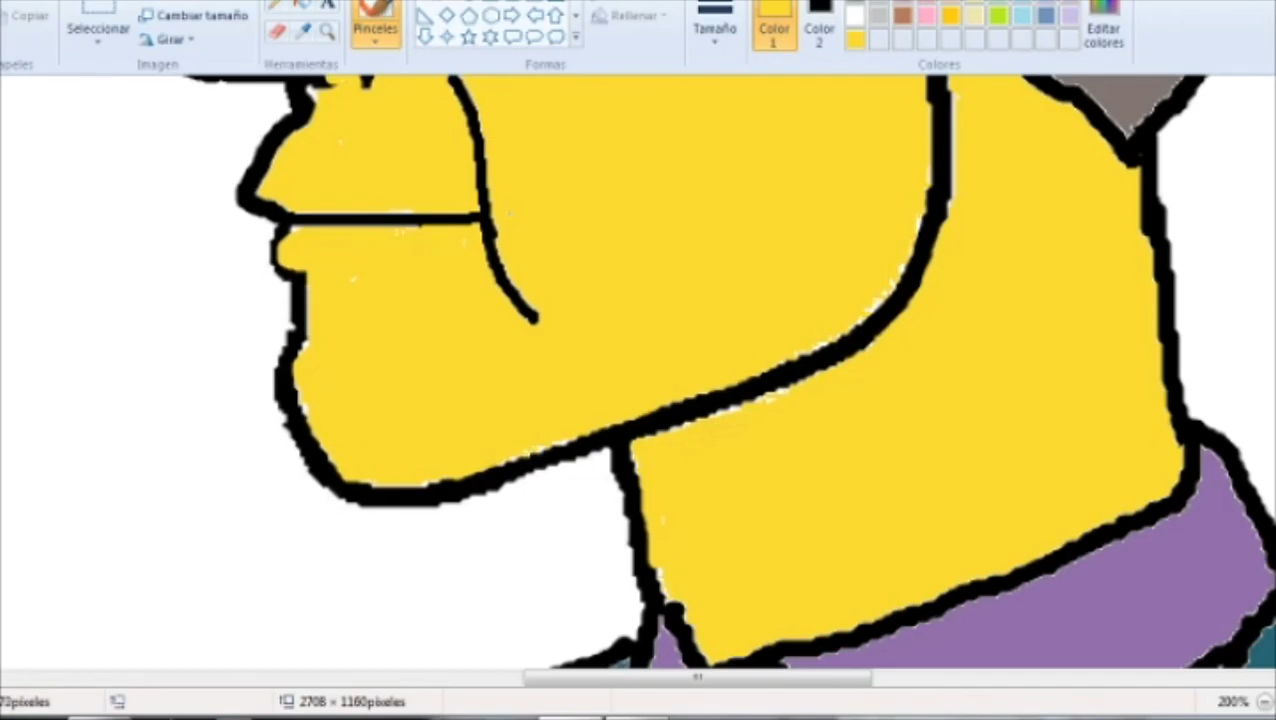 Copiar
Seleccionar
Cambiar tamaño
Girar
Pinceles
Rellenar
Tamaño
Color 1
Color 2
Editar colores
Imagen
Herramientas
Formas
Colores
2708 × 1160píxeles
200%